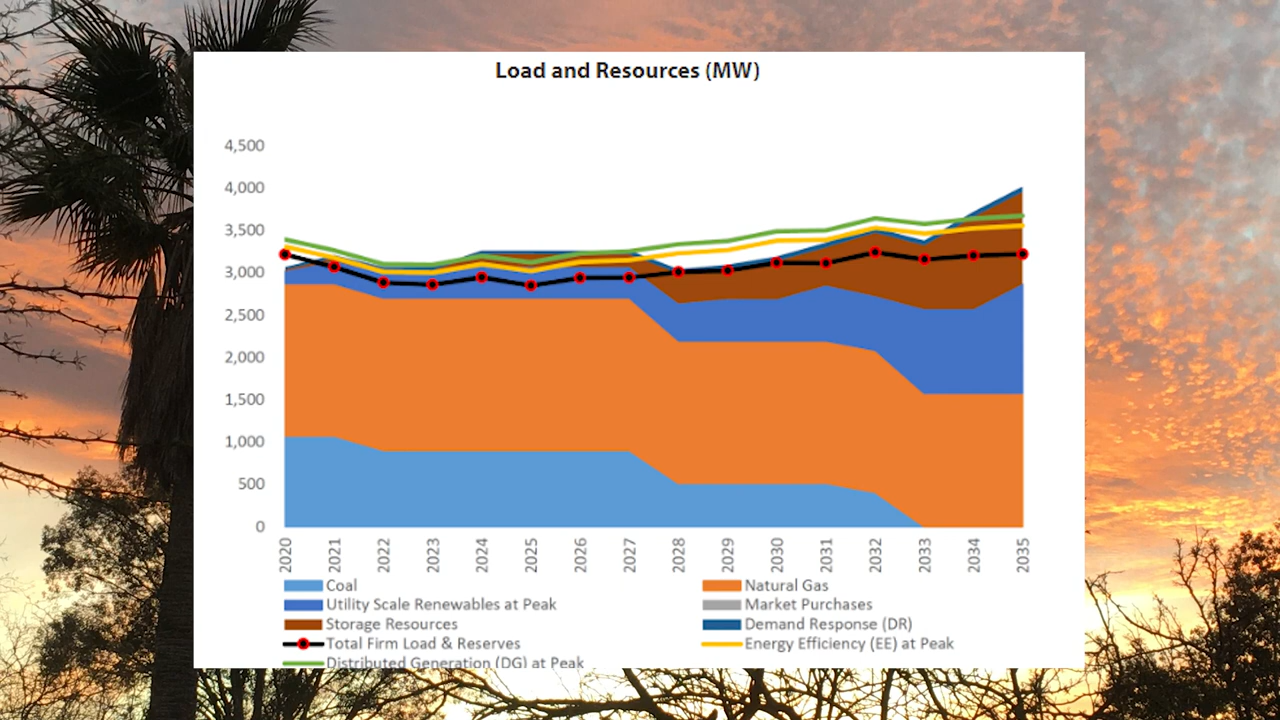 Load and Resources (MW)
4,500
4,000
3,500
3,000
2,500
2,000
1,500
1,000
500
0
2020 2021 2022 2023 2024 2025 2026 2027 2028 2029 2030 2031 2032 2033 2034 2035
Coal Natural Gas
Utility Scale Renewables at Peak Market Purchases
Storage Resources Demand Response (DR)
Total Firm Load & Reserves Energy Efficiency (EE) at Peak
Distributed Generation (DG) at Peak